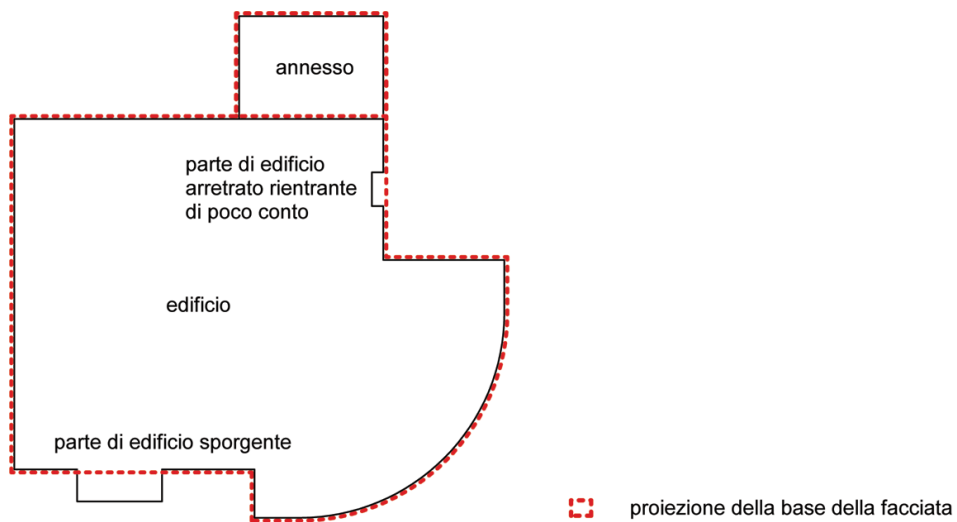 annesso
parte di edificio
arretrato rientrante
di poco conto
edificio
parte di edificio sporgente
proiezione della base della facciata